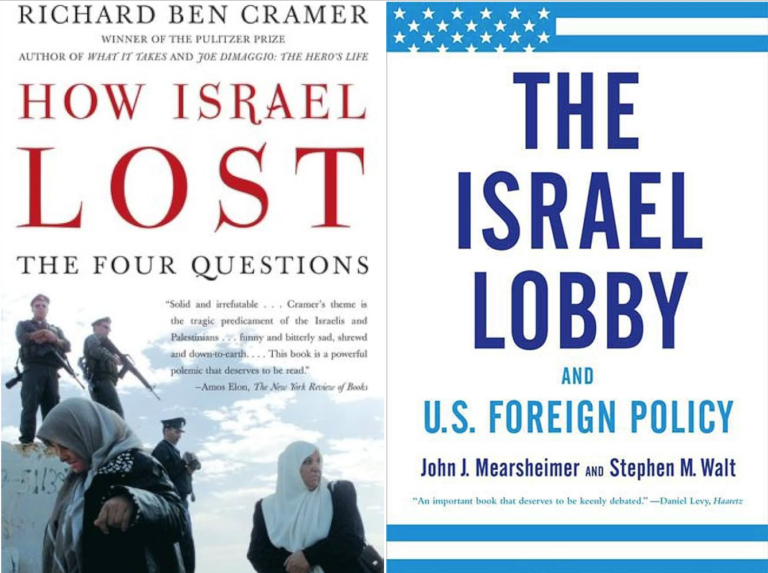 RICHARD BEN CRAMER
WINNER OF THE PULITZER PRIZE
AUTHOR OF WHAT IT TAKES AND JOE DIMAGGIO: THE HERO'S LIFE
HOW ISRAEL
LOST
THE FOUR QUESTIONS
"Solid and irrefutable . . . Cramer's theme is
the tragic predicament of the Israelis and
Palestinians . . . funny and bitterly sad, shrewd
and down-to-earth. . . . This book is a powerful
polemic that deserves to be read."
–Amos Elon, The New York Review of Books
THE
ISRAEL
LOBBY
AND
U.S. FOREIGN POLICY
John J. Mearsheimer AND Stephen M. Walt
"An important book that deserves to be keenly debated." —Daniel Levy, Haaretz